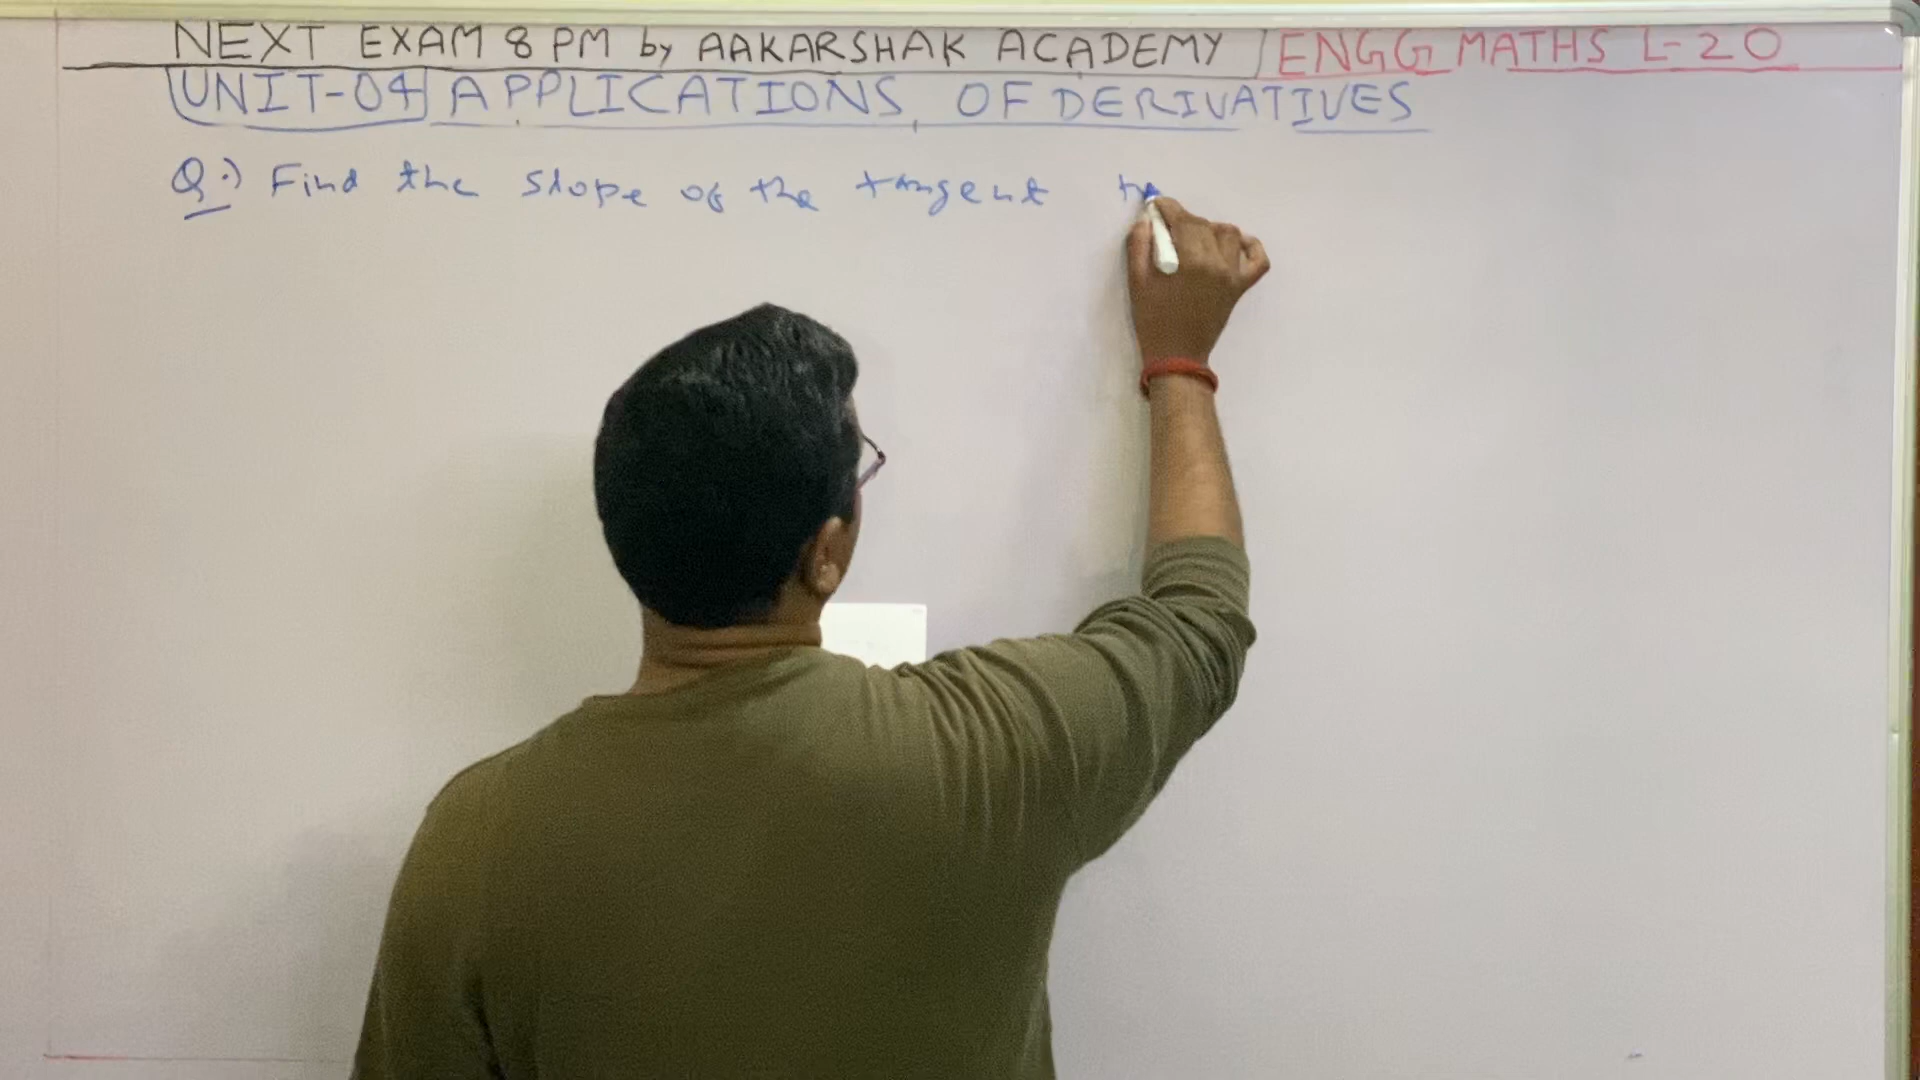 NEXT EXAM 8 PM by AAKARSHAK ACADEMY ENGG MATHS L-20
UNIT-04 APPLICATIONS OF DERIVATIVES
Q.) Find the slope of the tangent